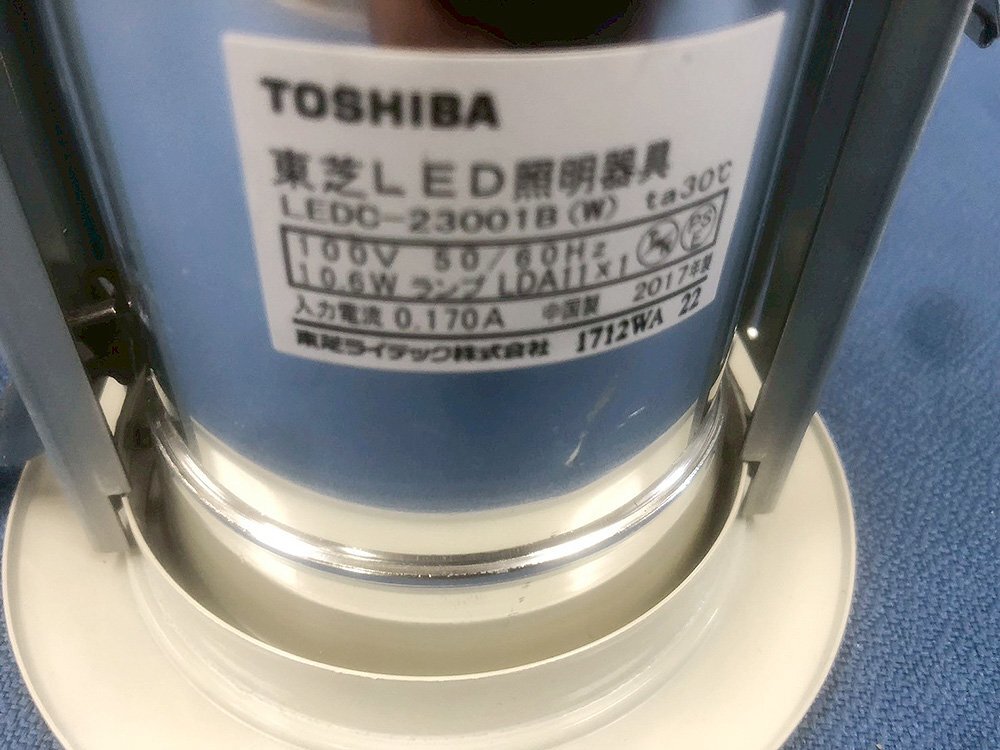 TOSHIBA
東芝LED照明器具
LEDC-23001B(W) ta30℃
100V 50/60Hz PS E
10.6W ランプ LDA11×1
入力電流 0.170A 中国製 2017年製
東芝ライテック株式会社 1712WA 22